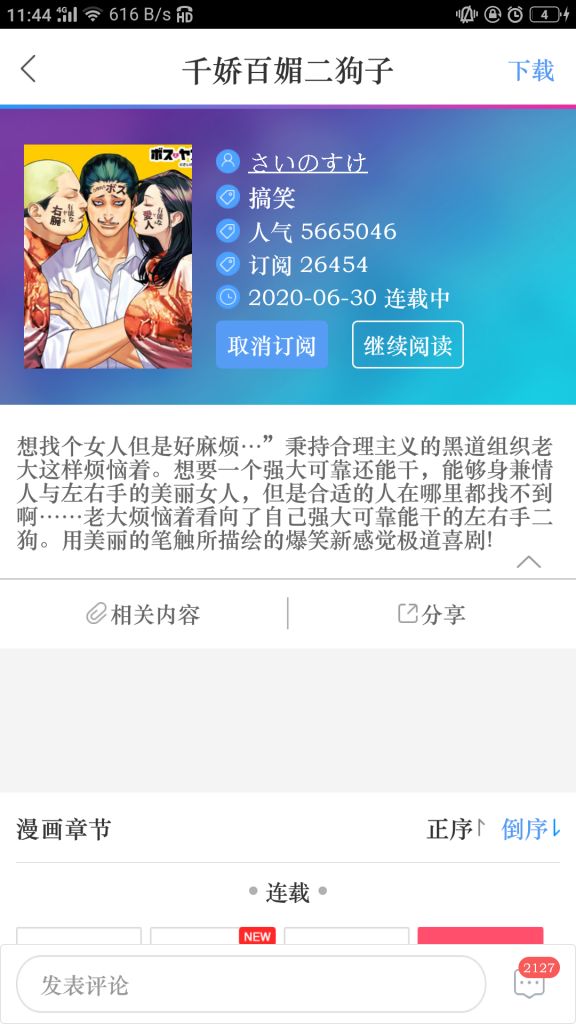 11:44 4G 616 B/s HD 4
千娇百媚二狗子
下载
ボス
ボス
有能な
右腕
有能な
愛人
さいのすけ
搞笑
人气 5665046
订阅 26454
2020-06-30 连载中
取消订阅
继续阅读
想找个女人但是好麻烦…”秉持合理主义的黑道组织老
大这样烦恼着。想要一个强大可靠还能干，能够身兼情
人与左右手的美丽女人，但是合适的人在哪里都找不到
啊……老大烦恼着看向了自己强大可靠能干的左右手二
狗。用美丽的笔触所描绘的爆笑新感觉极道喜剧!
相关内容
分享
漫画章节
正序
倒序
连载
NEW
发表评论
2127